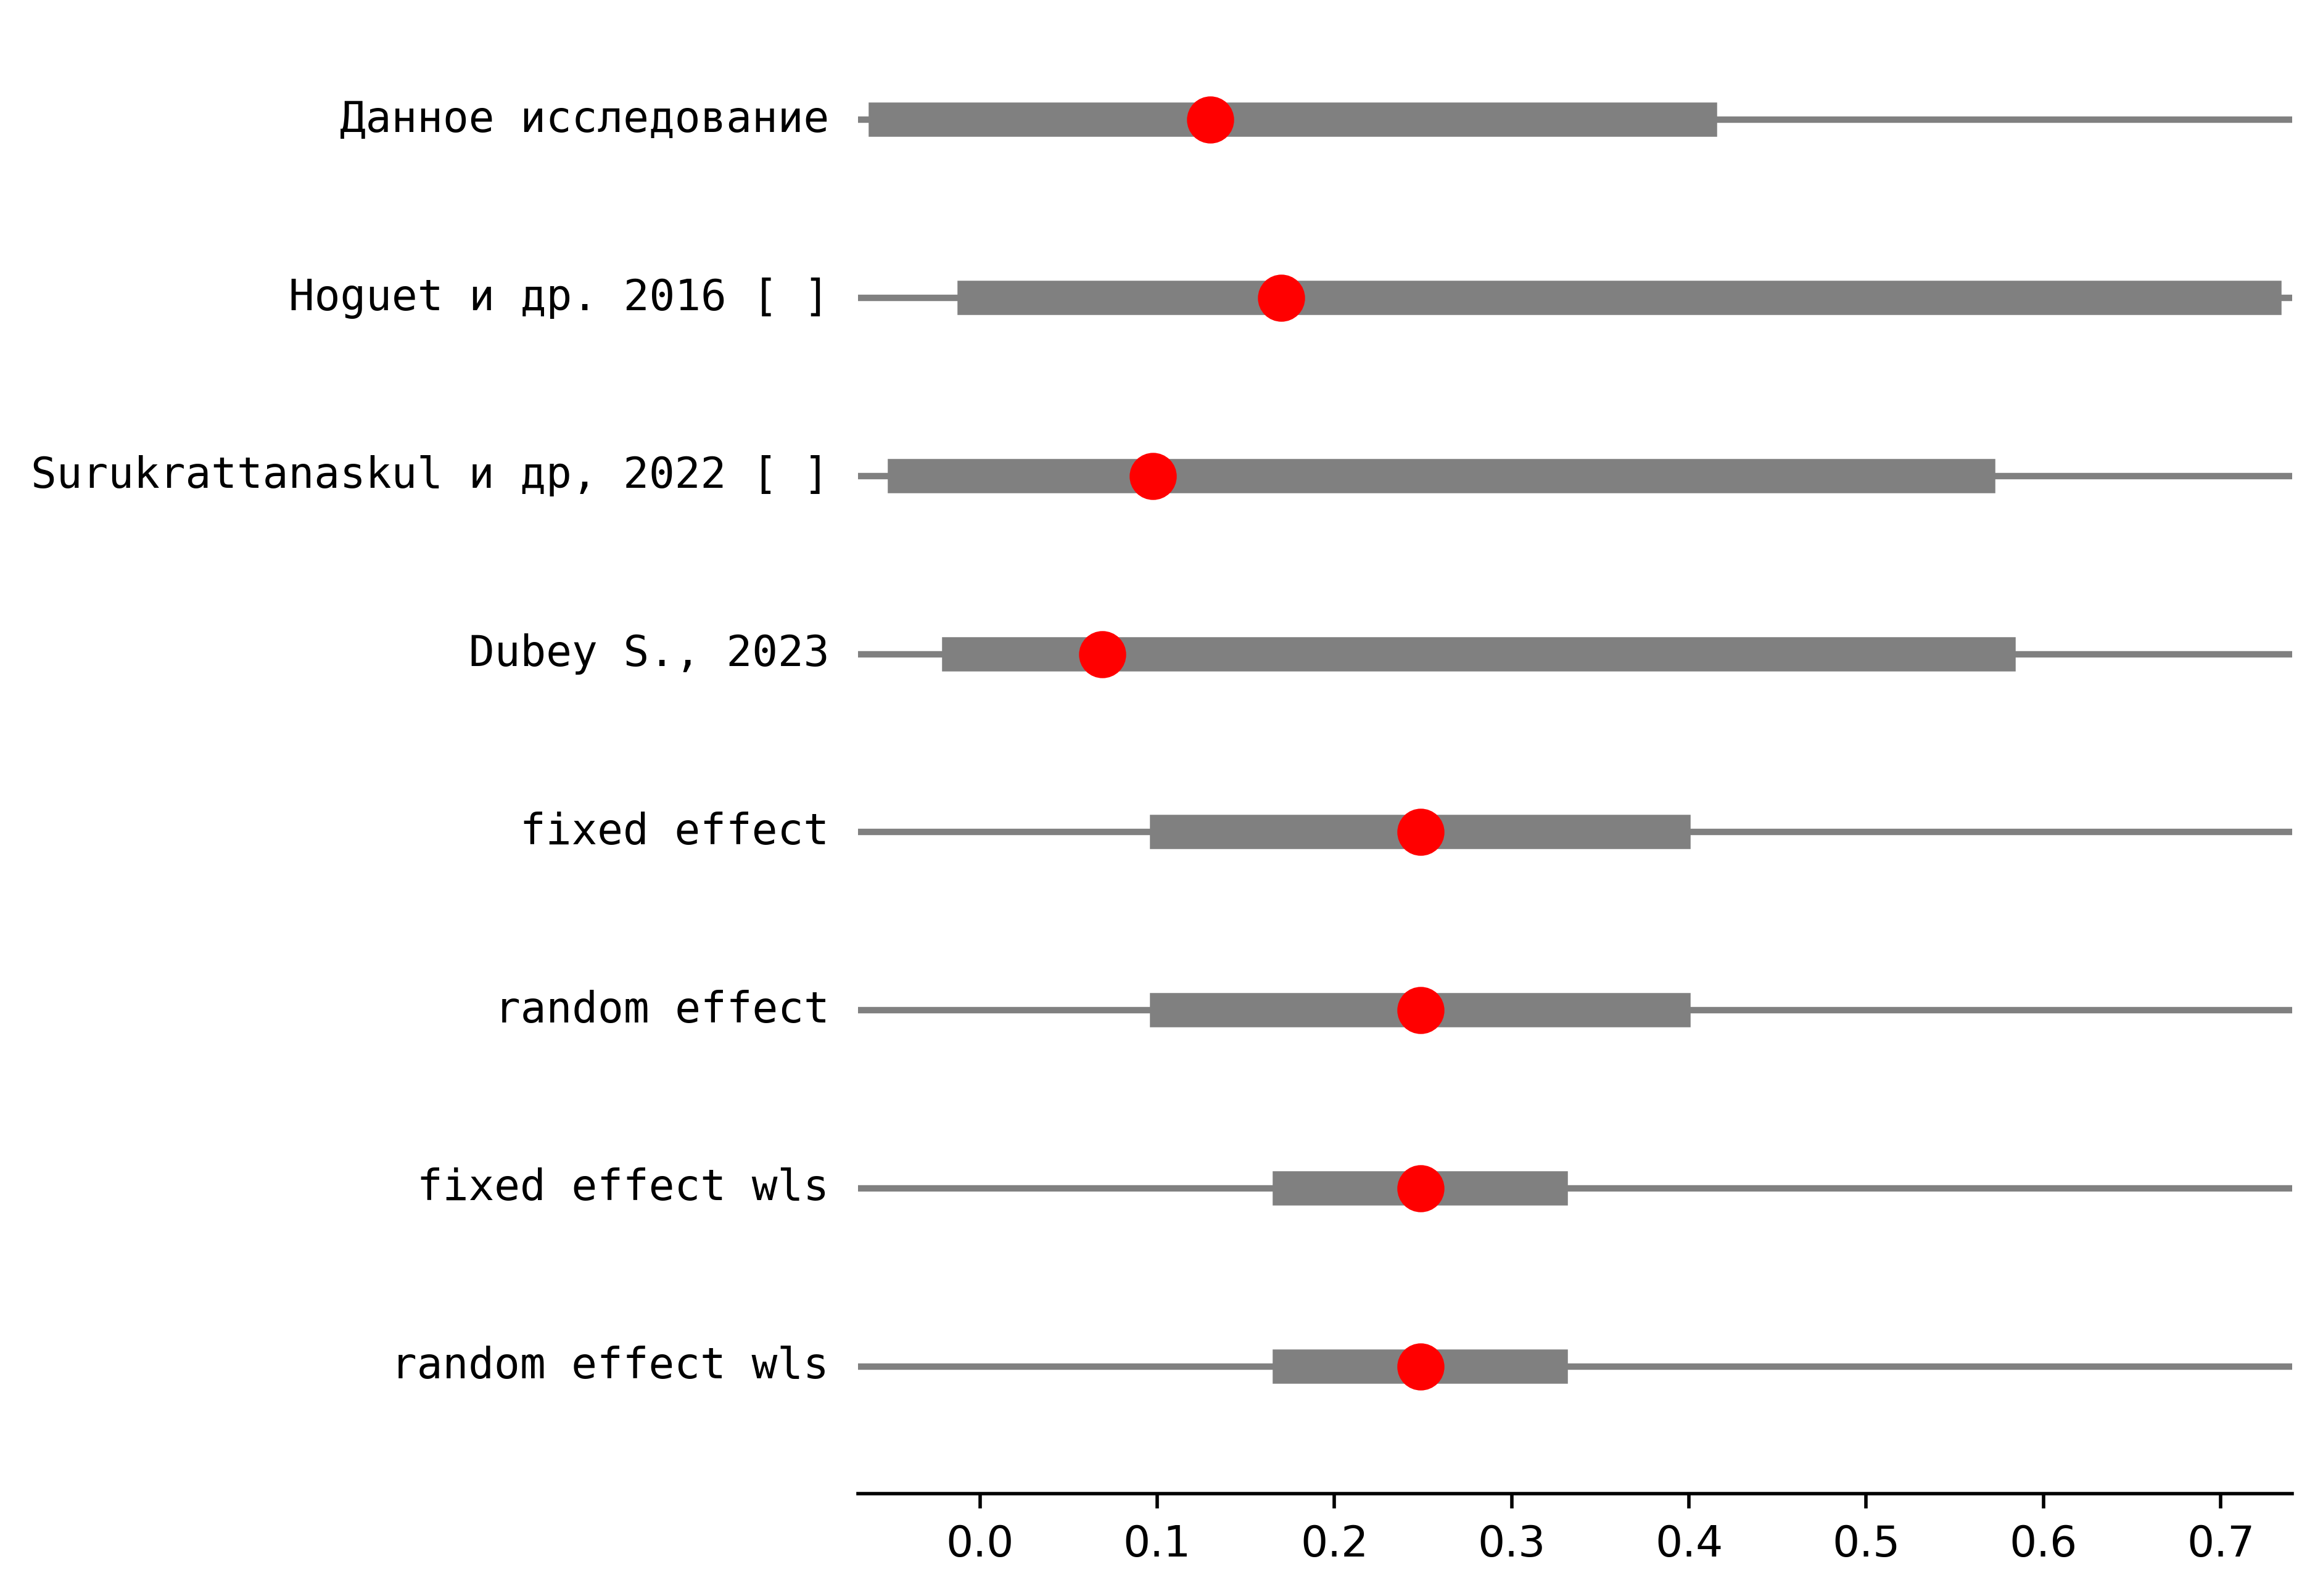 Данное исследование
Hoguet и др. 2016 [ ]
Surukrattanaskul и др, 2022 [ ]
Dubey S., 2023
fixed effect
random effect
fixed effect wls
random effect wls
0.0 0.1 0.2 0.3 0.4 0.5 0.6 0.7